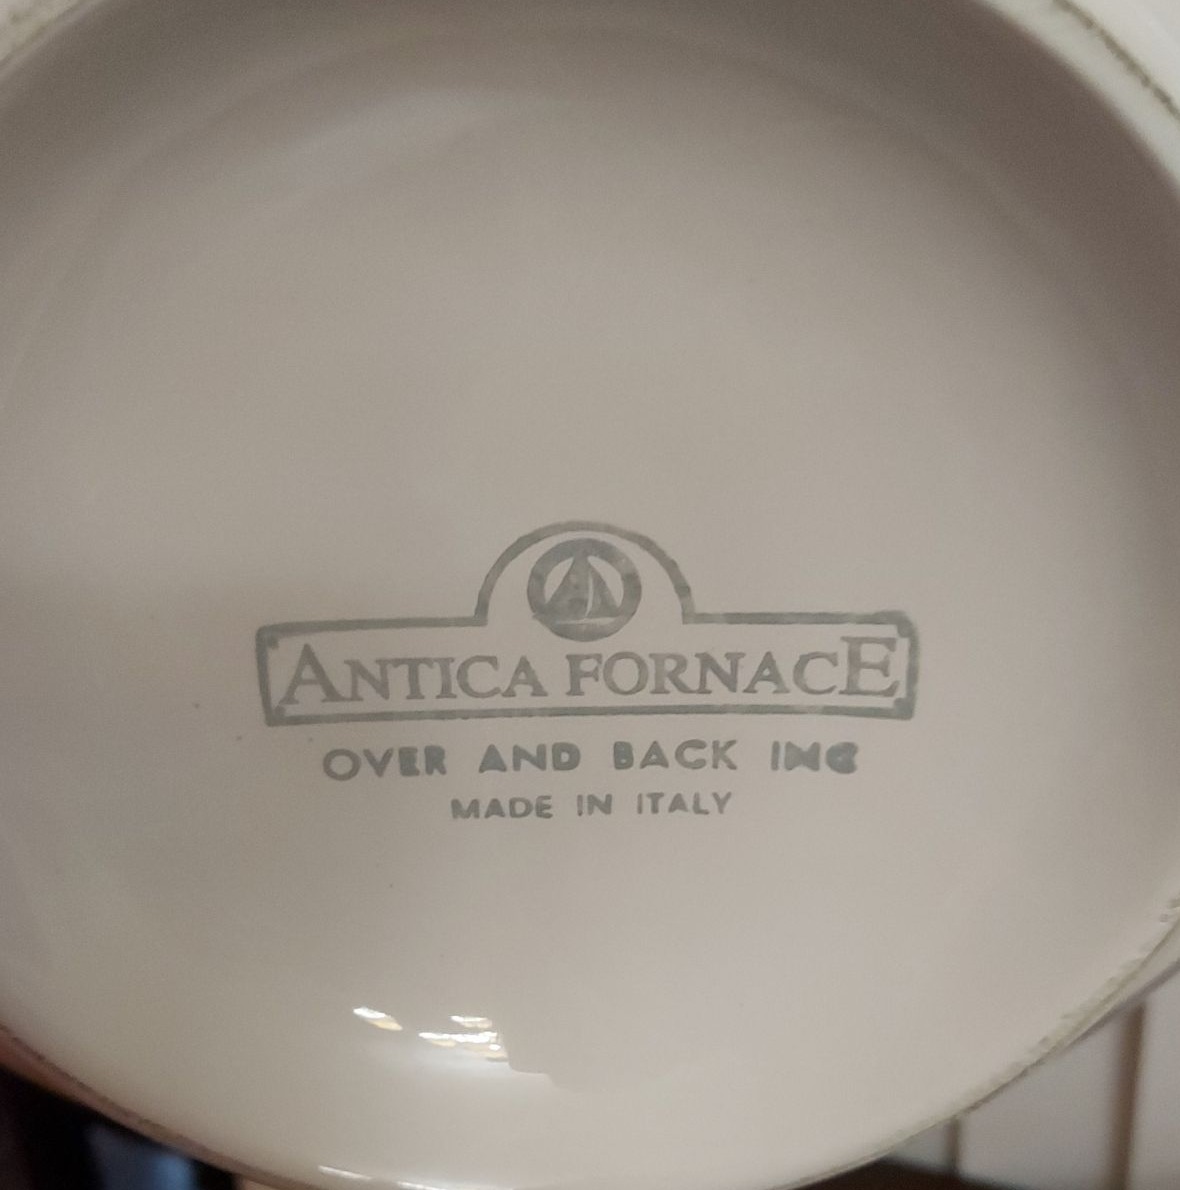 ANTICA FORNACE
OVER AND BACK INC
MADE IN ITALY